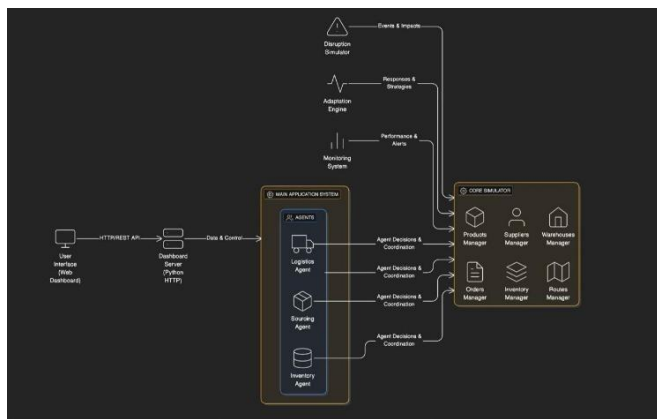 Events & Impacts
Disruption
Simulator
Responses &
Strategies
Adaptation
Engine
Performance &
Alerts
Monitoring
System
MAIN APPLICATION SYSTEM
CORE SIMULATOR
AGENTS
Products
Manager
Suppliers
Manager
Warehouses
Manager
HTTP/REST API
Data & Control
User
Interface
(Web
Dashboard)
Dashboard
Server
(Python
HTTP)
Logistics
Agent
Agent Decisions &
Coordination
Agent Decisions &
Coordination
Orders
Manager
Inventory
Manager
Routes
Manager
Sourcing
Agent
Agent Decisions &
Coordination
Agent Decisions &
Coordination
Inventory
Agent